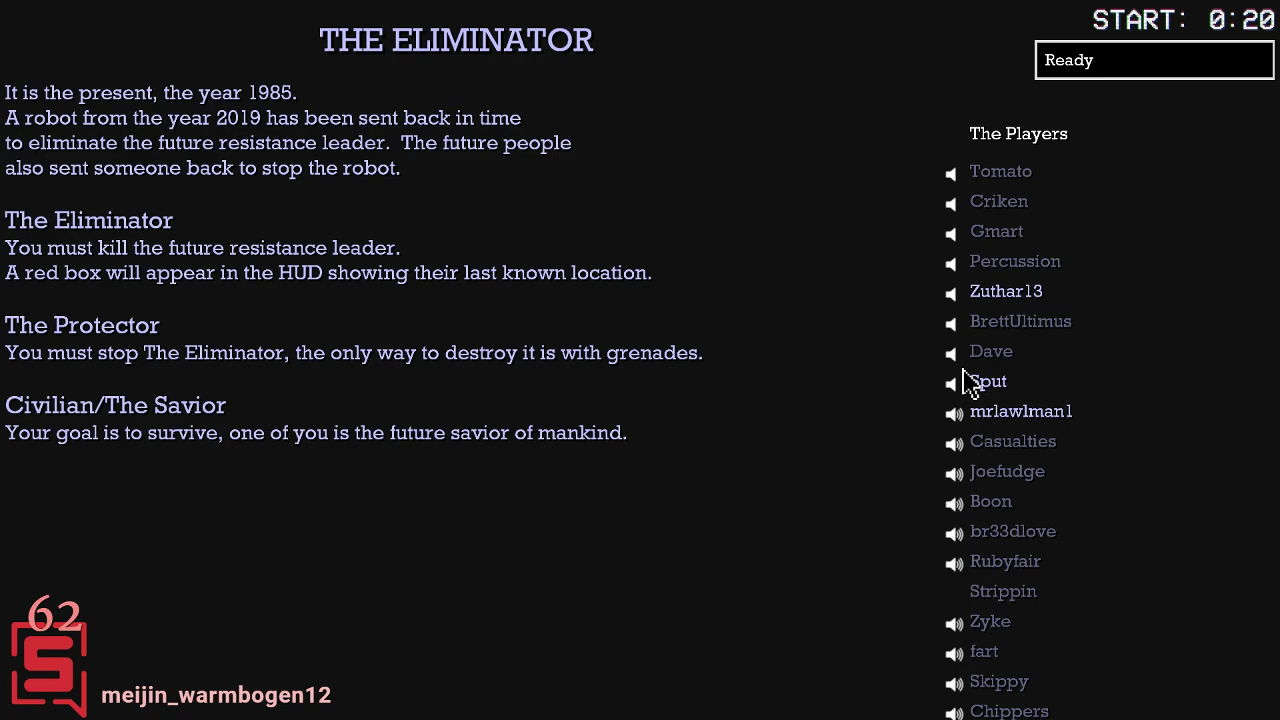 THE ELIMINATOR
START: 0:20
Ready
It is the present, the year 1985.
A robot from the year 2019 has been sent back in time
to eliminate the future resistance leader.  The future people
also sent someone back to stop the robot.
The Eliminator
You must kill the future resistance leader.
A red box will appear in the HUD showing their last known location.
The Protector
You must stop The Eliminator, the only way to destroy it is with grenades.
Civilian/The Savior
Your goal is to survive, one of you is the future savior of mankind.
The Players
Tomato
Criken
Gmart
Percussion
Zuthar13
BrettUltimus
Dave
Sput
mrlawlman1
Casualties
Joefudge
Boon
br33dlove
Rubyfair
Strippin
Zyke
fart
Skippy
Chippers
62
S
meijin_warmbogen12